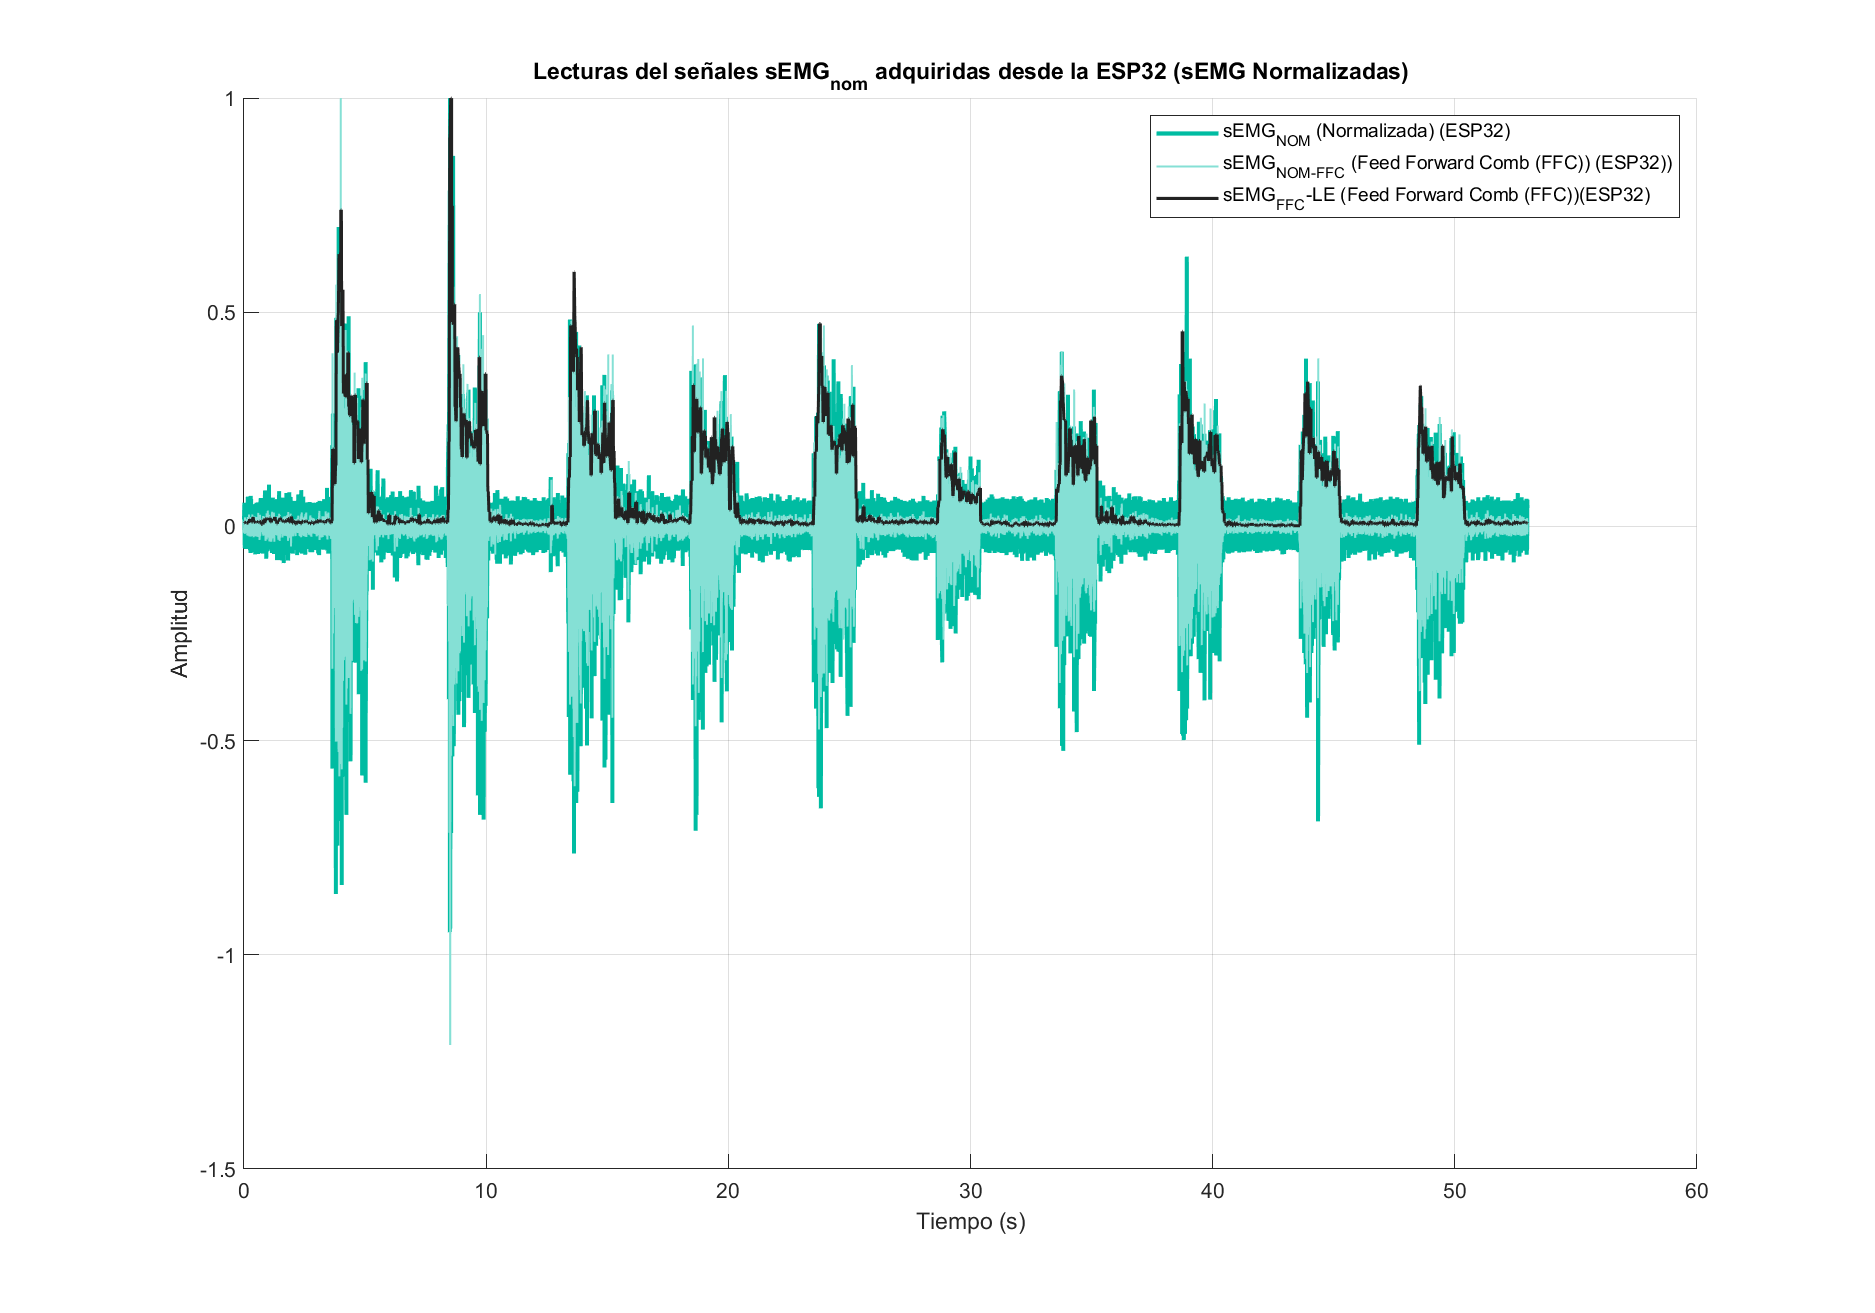 Lecturas del señales sEMGnom adquiridas desde la ESP32 (sEMG Normalizadas)
sEMGNOM (Normalizada) (ESP32)
sEMGNOM-FFC (Feed Forward Comb (FFC)) (ESP32))
sEMGFFC-LE (Feed Forward Comb (FFC))(ESP32)
1
0.5
0
-0.5
-1
-1.5
Amplitud
0 10 20 30 40 50 60
Tiempo (s)